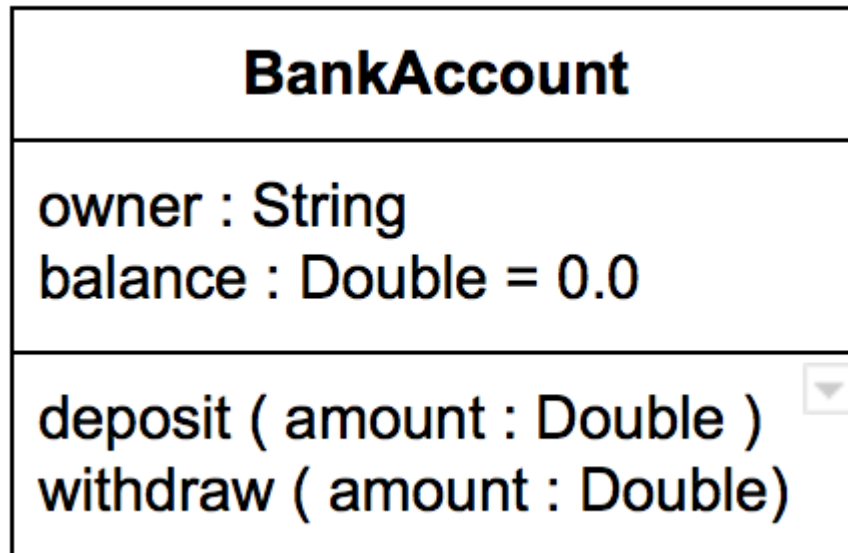 BankAccount
owner : String
balance : Double = 0.0
deposit ( amount : Double )
withdraw ( amount : Double)